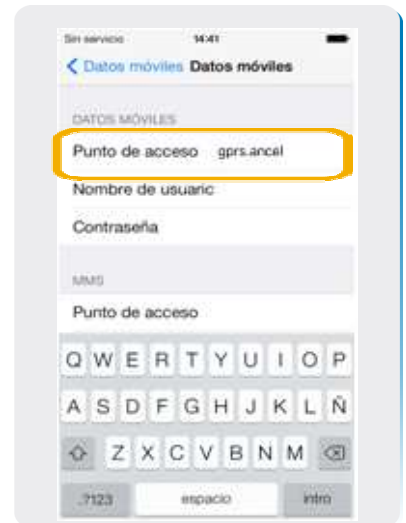 Sin servicio 14:41
Datos móviles Datos móviles
DATOS MÓVILES
Punto de acceso gprs.ancel
Nombre de usuaric
Contraseña
MMS
Punto de acceso
Q W E R T Y U I O P
A S D F G H J K L Ñ
Z X C V B N M
.?123 espacio intro